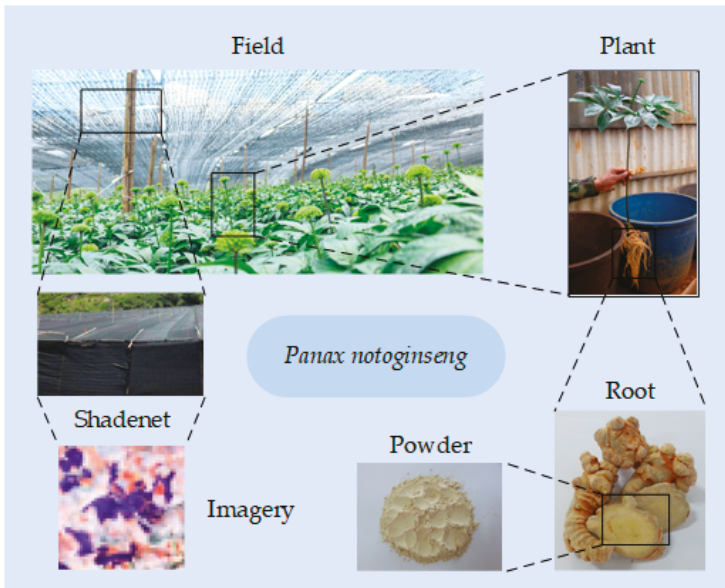 Field
Plant
Panax notoginseng
Shadenet
Root
Powder
Imagery